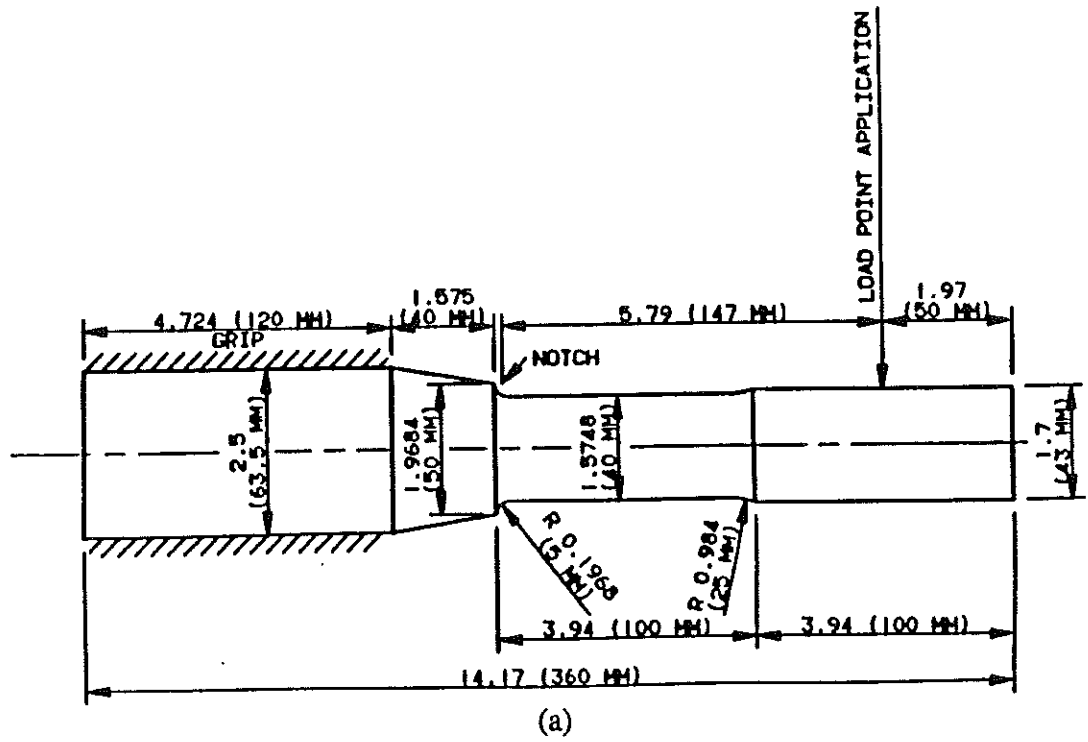 LOAD POINT APPLICATION
1.575
(40 MM)
1.97
(50 MM)
4.724 (120 MM)
5.79 (147 MM)
GRIP
NOTCH
2.5
(63.5 MM)
1.9684
(50 MM)
1.5748
(40 MM)
1.7
(43 MM)
R 0.1968
(5 MM)
R 0.984
(25 MM)
3.94 (100 MM)
3.94 (100 MM)
14.17 (360 MM)
(a)